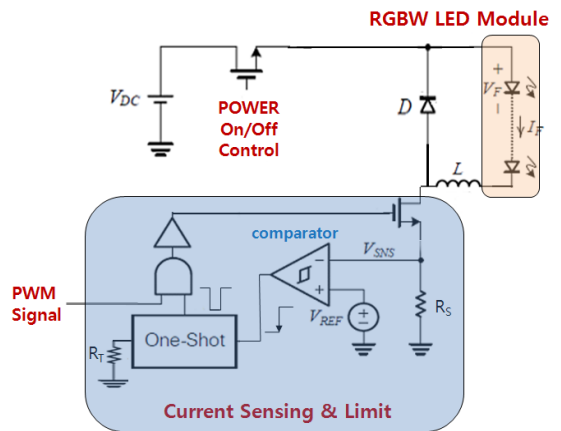 RGBW LED Module
V_DC
POWER
On/Off
Control
D
+
V_F
−
I_F
L
comparator
V_SNS
−
+
PWM
Signal
V_REF
+
−
R_S
One-Shot
R_T
Current Sensing & Limit